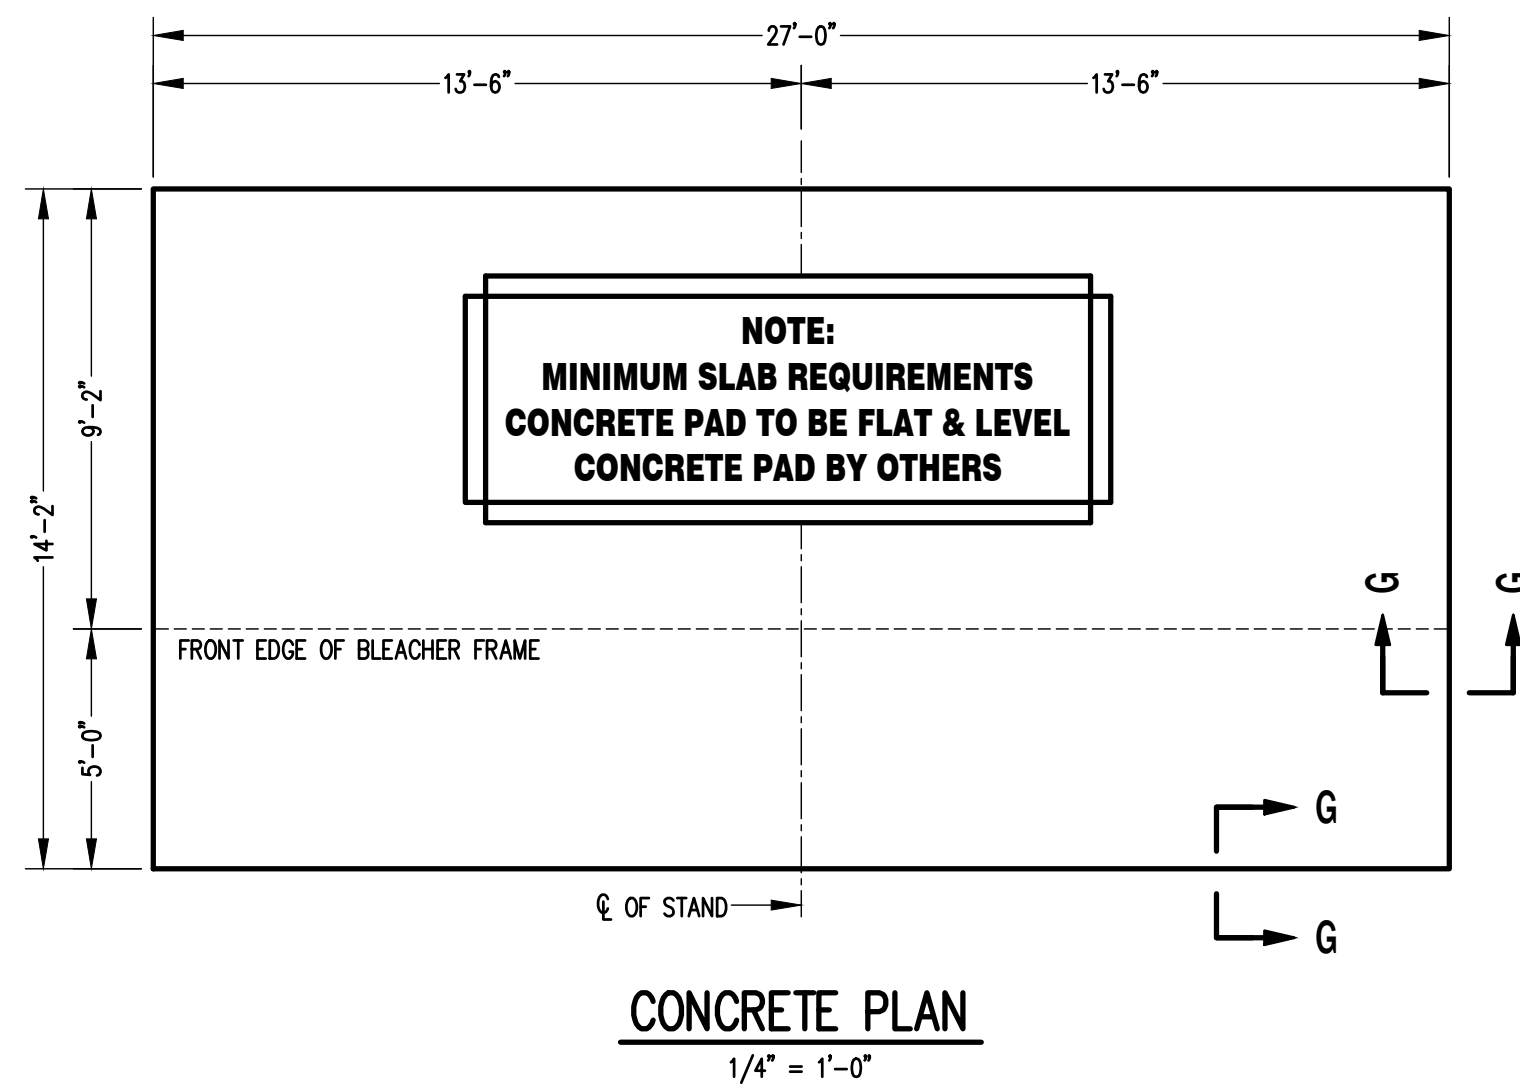 27'-0"
13'-6"
13'-6"
NOTE:
MINIMUM SLAB REQUIREMENTS
CONCRETE PAD TO BE FLAT & LEVEL
CONCRETE PAD BY OTHERS
9'-2"
14'-2"
G
G
FRONT EDGE OF BLEACHER FRAME
5'-0"
G
℄ OF STAND
G
CONCRETE PLAN
1/4" = 1'-0"